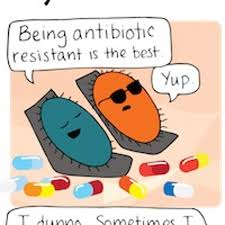 Being antibiotic
resistant is the best.
Yup.
I dunno. Sometimes I